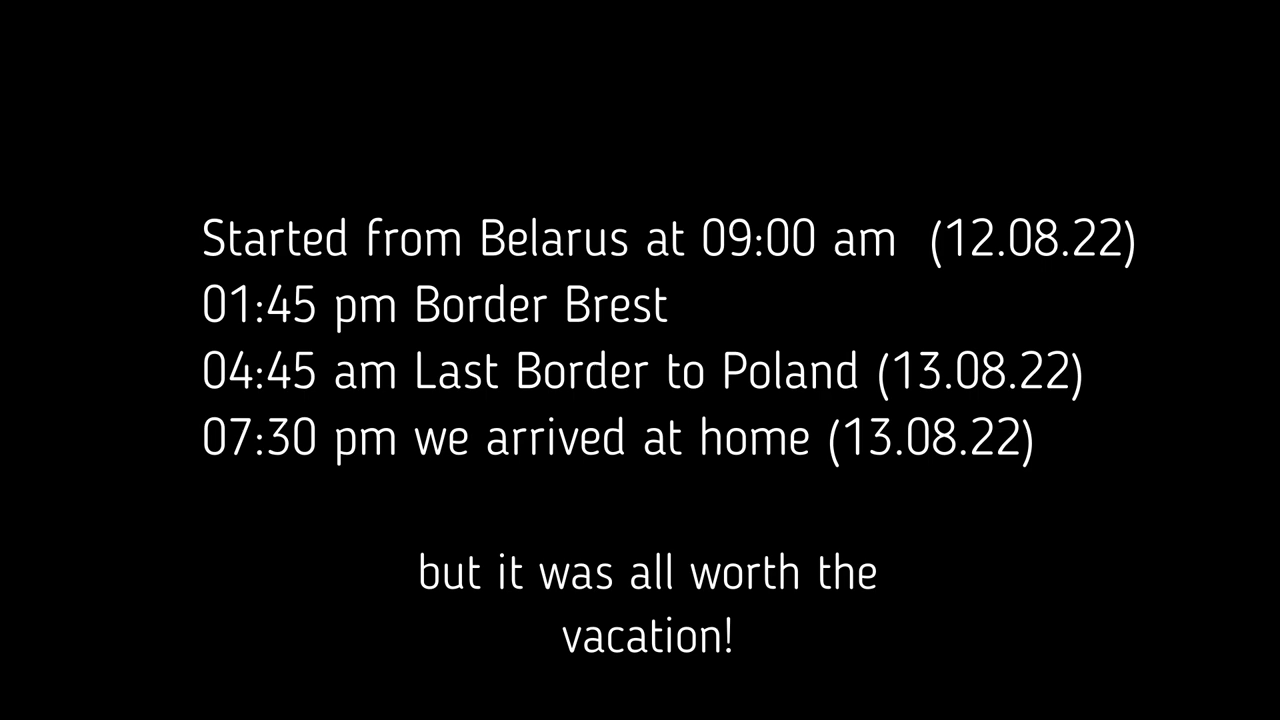 Started from Belarus at 09:00 am  (12.08.22)
01:45 pm Border Brest
04:45 am Last Border to Poland (13.08.22)
07:30 pm we arrived at home (13.08.22)
but it was all worth the
vacation!